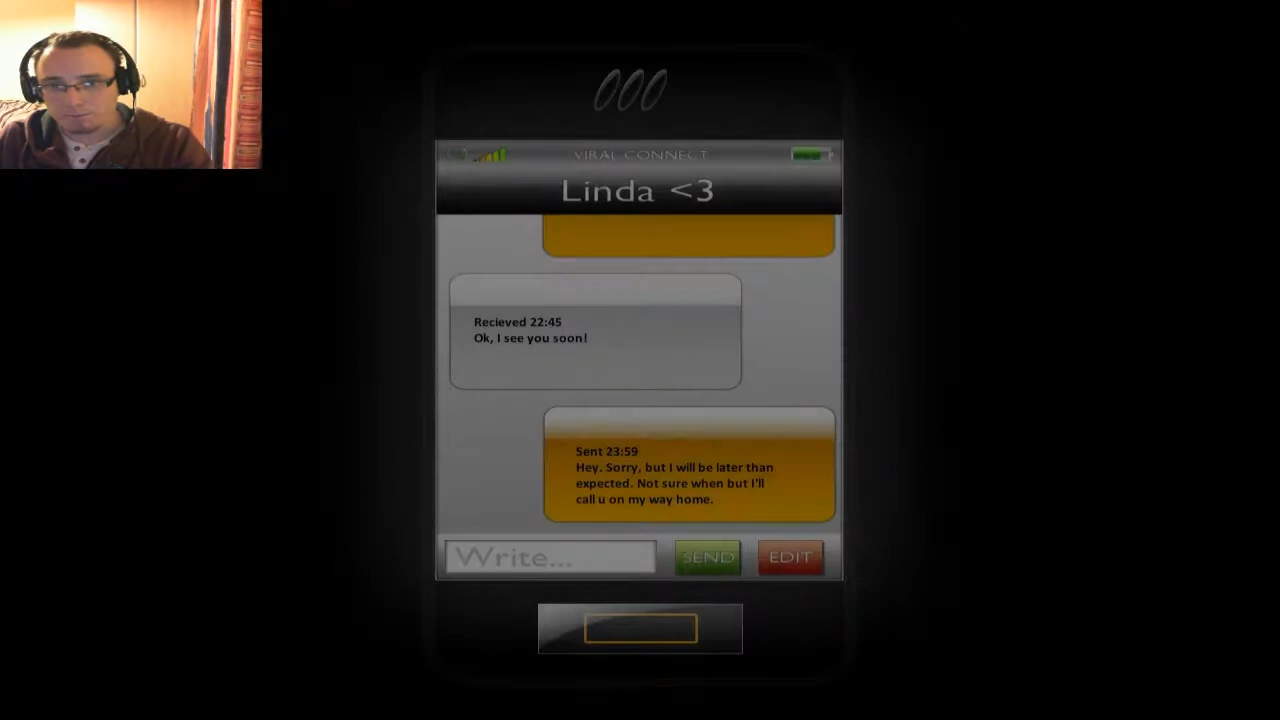 VIRAL CONNECT
Linda <3
Recieved 22:45
Ok, I see you soon!
Sent 23:59
Hey. Sorry, but I will be later than
expected. Not sure when but I'll
call u on my way home.
Write...
SEND
EDIT